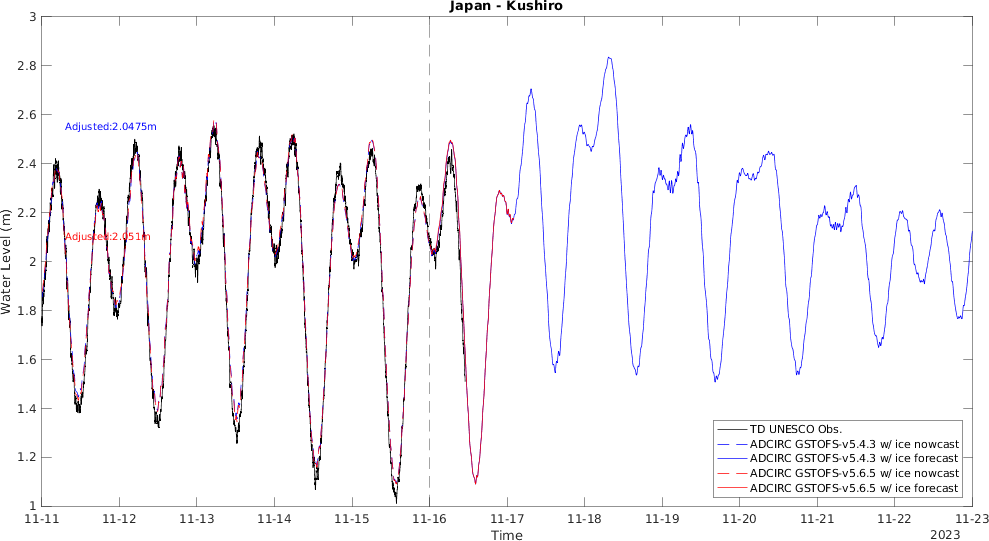 Japan - Kushiro
3
2.8
2.6
2.4
2.2
2
1.8
1.6
1.4
1.2
1
Water Level (m)
Adjusted:2.0475m
Adjusted:2.051m
TD UNESCO Obs.
ADCIRC GSTOFS-v5.4.3 w/ ice nowcast
ADCIRC GSTOFS-v5.4.3 w/ ice forecast
ADCIRC GSTOFS-v5.6.5 w/ ice nowcast
ADCIRC GSTOFS-v5.6.5 w/ ice forecast
11-11 11-12 11-13 11-14 11-15 11-16 11-17 11-18 11-19 11-20 11-21 11-22 11-23
Time
2023